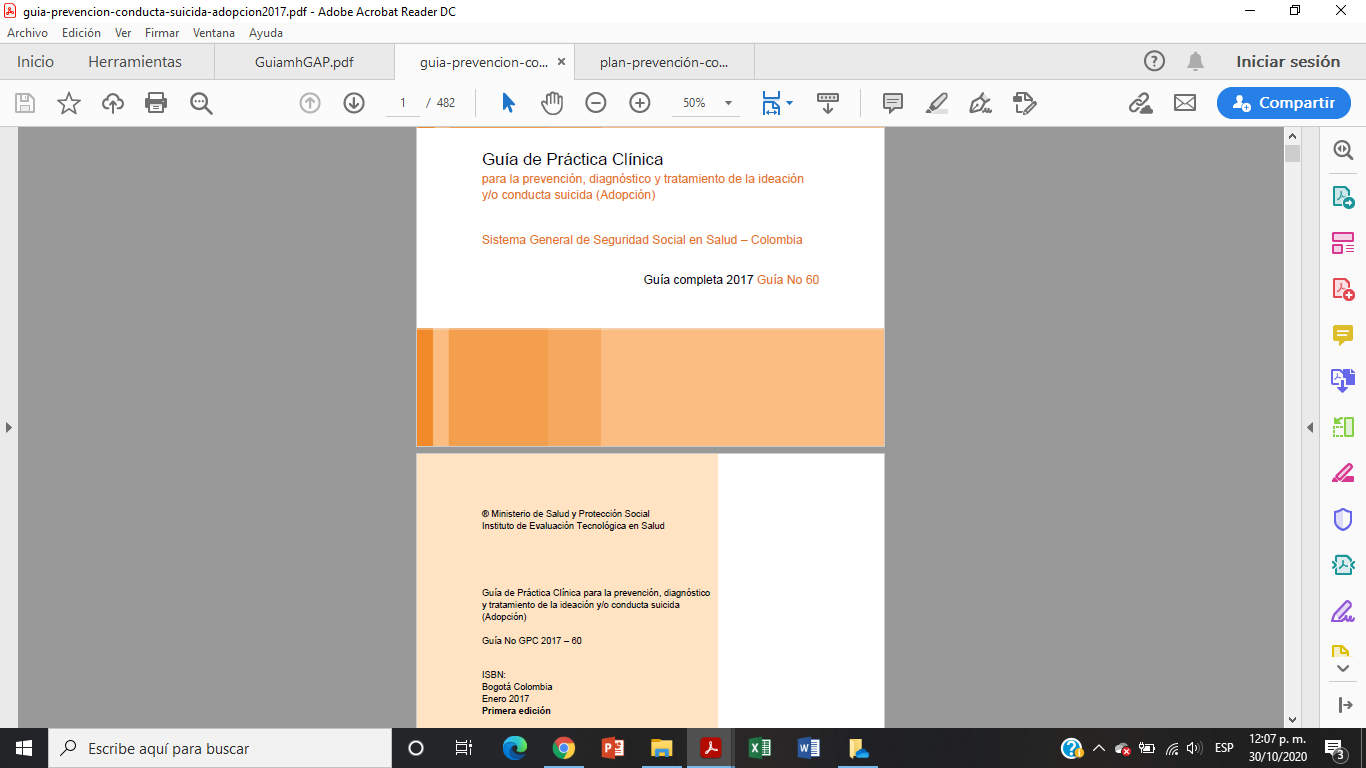 guia-prevencion-conducta-suicida-adopcion2017.pdf - Adobe Acrobat Reader DC
Archivo Edición Ver Firmar Ventana Ayuda
Inicio Herramientas GuiamhGAP.pdf guia-prevencion-co... plan-prevención-co... Iniciar sesión
1 / 482 50% Compartir
Guía de Práctica Clínica
para la prevención, diagnóstico y tratamiento de la ideación
y/o conducta suicida (Adopción)
Sistema General de Seguridad Social en Salud – Colombia
Guía completa 2017 Guía No 60
® Ministerio de Salud y Protección Social
Instituto de Evaluación Tecnológica en Salud
Guía de Práctica Clínica para la prevención, diagnóstico
y tratamiento de la ideación y/o conducta suicida
(Adopción)
Guía No GPC 2017 – 60
ISBN:
Bogotá Colombia
Enero 2017
Primera edición
Escribe aquí para buscar
ESP
12:07 p. m.
30/10/2020
3